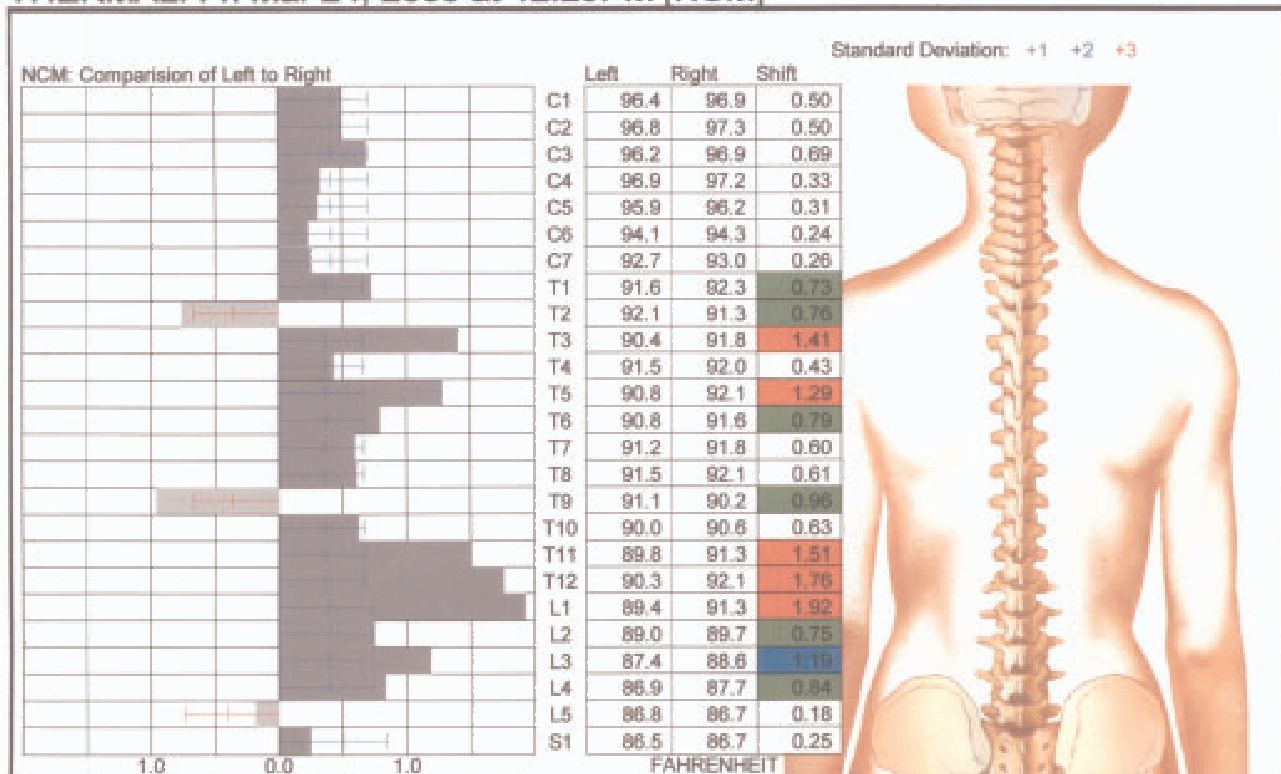 Standard Deviation: +1 +2 +3
NCM: Comparision of Left to Right Left Right Shift
C1 96.4 96.9 0.50
C2 96.8 97.3 0.50
C3 96.2 96.9 0.69
C4 96.9 97.2 0.33
C5 95.9 96.2 0.31
C6 94.1 94.3 0.24
C7 92.7 93.0 0.26
T1 91.6 92.3 0.73
T2 92.1 91.3 0.76
T3 90.4 91.8 1.41
T4 91.5 92.0 0.43
T5 90.8 92.1 1.29
T6 90.8 91.6 0.79
T7 91.2 91.8 0.60
T8 91.5 92.1 0.61
T9 91.1 90.2 0.96
T10 90.0 90.6 0.63
T11 89.8 91.3 1.51
T12 90.3 92.1 1.76
L1 89.4 91.3 1.92
L2 89.0 89.7 0.75
L3 87.4 88.6 1.19
L4 86.9 87.7 0.84
L5 86.8 86.7 0.18
S1 86.5 86.7 0.25
1.0 0.0 1.0 FAHRENHEIT